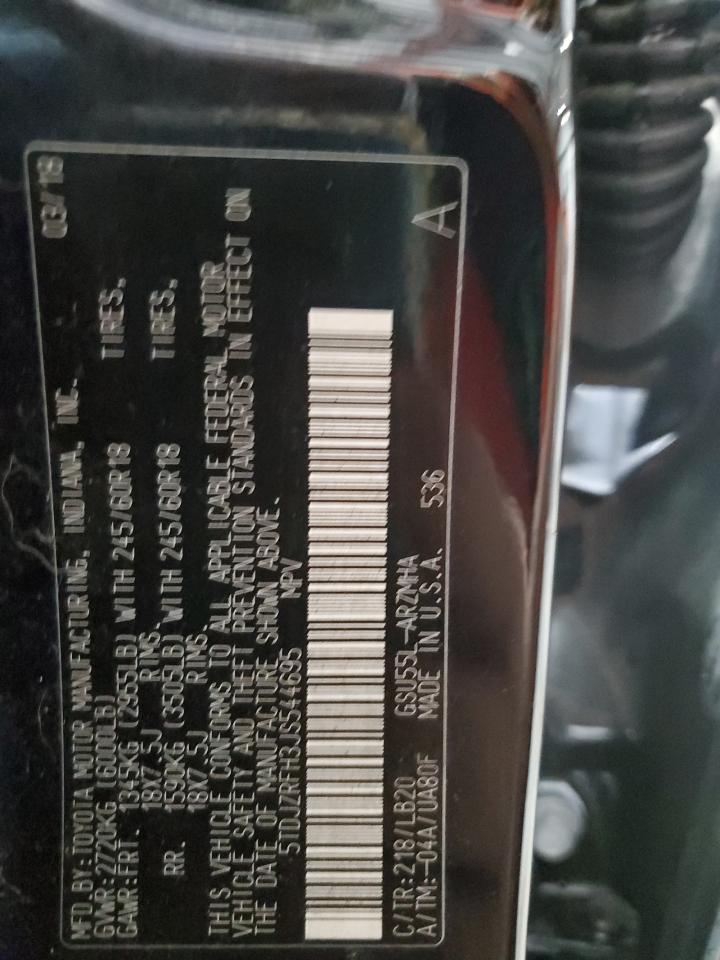 MFD.BY:TOYOTA MOTOR MANUFACTURING, INDIANA, INC. 03/18
GVWR:2720KG (6000LB)
GAWR:FRT. 1345KG (2955LB) WITH 245/60R18 TIRES,
18X7.5J RIMS.
RR. 1590KG (3505LB) WITH 245/60R18 TIRES,
18X7.5J RIMS.
THIS VEHICLE CONFORMS TO ALL APPLICABLE FEDERAL MOTOR
VEHICLE SAFETY AND THEFT PREVENTION STANDARDS IN EFFECT ON
THE DATE OF MANUFACTURE SHOWN ABOVE.
5TDJZRFH3JS544695 MPV
C/TR:218/LB20 GSU55L-ARZMHA
A/TM:-04A/UA80F MADE IN U.S.A. 536 A